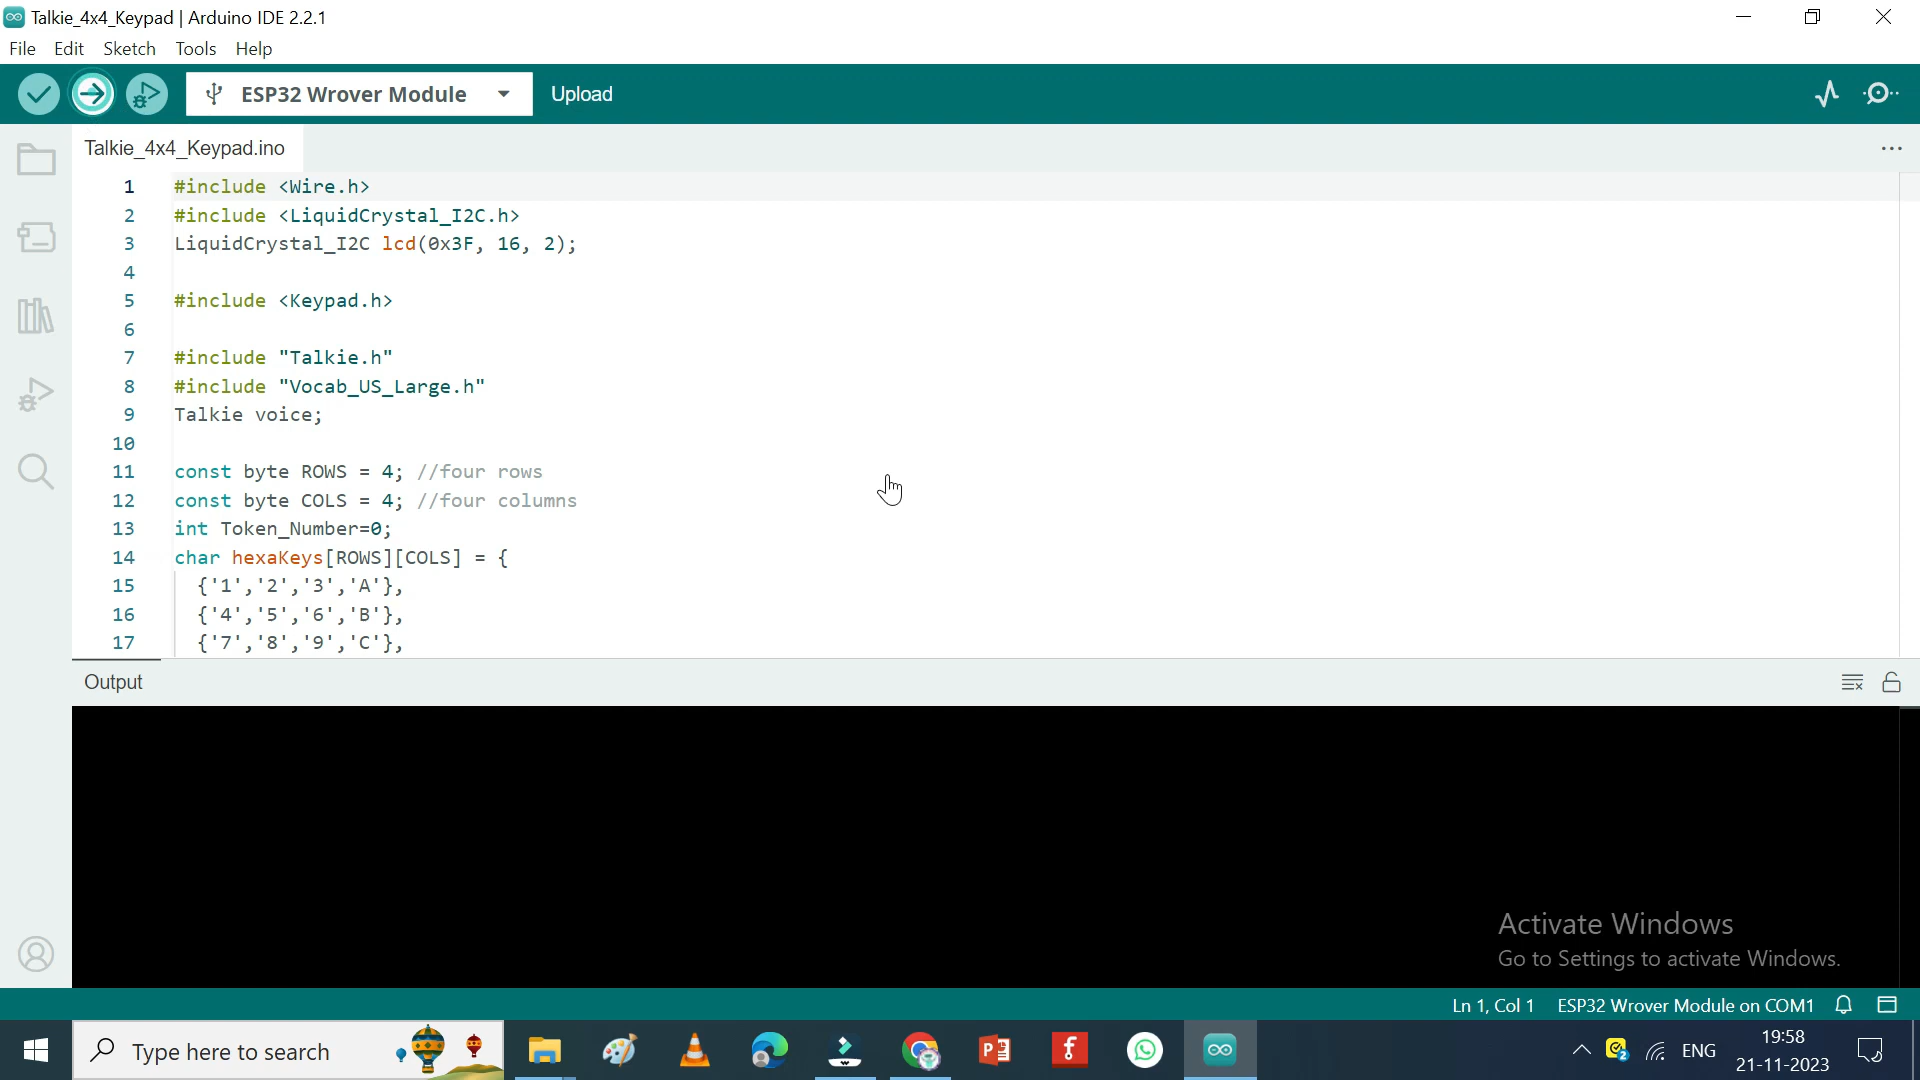 Talkie_4x4_Keypad | Arduino IDE 2.2.1
File Edit Sketch Tools Help
ESP32 Wrover Module Upload
Talkie_4x4_Keypad.ino
1 #include <Wire.h>
2 #include <LiquidCrystal_I2C.h>
3 LiquidCrystal_I2C lcd(0x3F, 16, 2);
4
5 #include <Keypad.h>
6
7 #include "Talkie.h"
8 #include "Vocab_US_Large.h"
9 Talkie voice;
10
11 const byte ROWS = 4; //four rows
12 const byte COLS = 4; //four columns
13 int Token_Number=0;
14 char hexaKeys[ROWS][COLS] = {
15 {'1','2','3','A'},
16 {'4','5','6','B'},
17 {'7','8','9','C'},
Output
Activate Windows
Go to Settings to activate Windows.
Ln 1, Col 1 ESP32 Wrover Module on COM1
Type here to search
ENG
19:58
21-11-2023